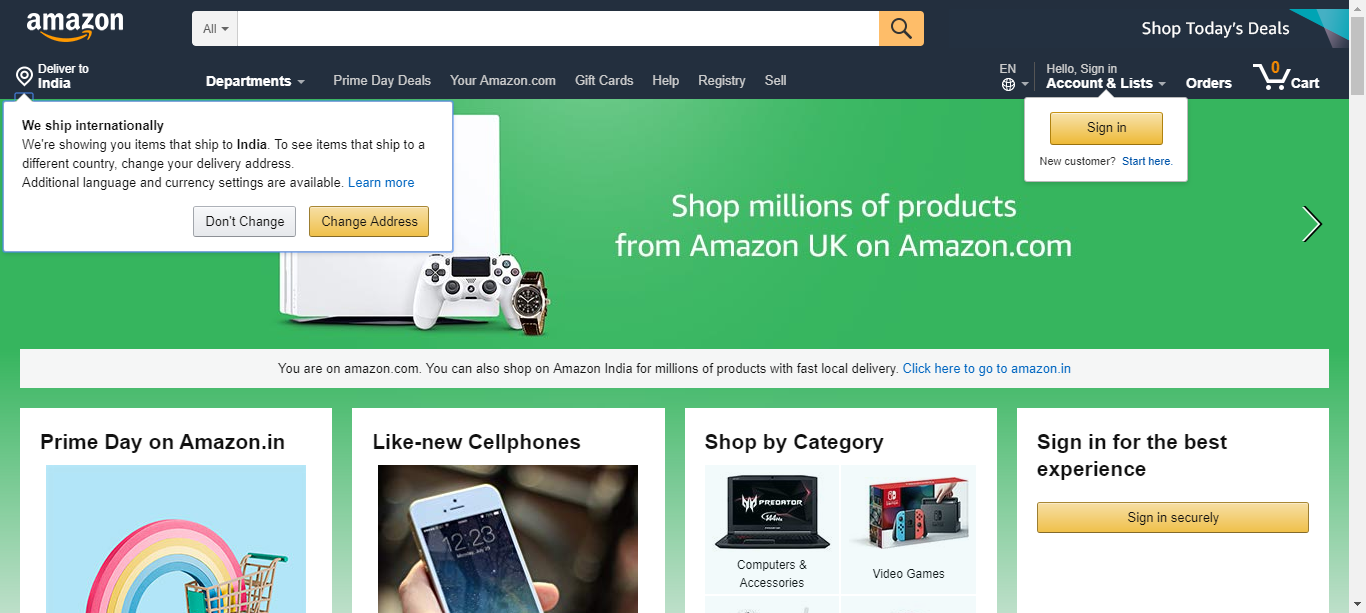 amazon
All
Shop Today's Deals
Deliver to
India
Departments
Prime Day Deals
Your Amazon.com
Gift Cards
Help
Registry
Sell
EN
Hello, Sign in
Account & Lists
Orders
0
Cart
We ship internationally
We're showing you items that ship to India. To see items that ship to a
different country, change your delivery address.
Additional language and currency settings are available. Learn more
Don't Change
Change Address
Sign in
New customer? Start here.
Shop millions of products
from Amazon UK on Amazon.com
You are on amazon.com. You can also shop on Amazon India for millions of products with fast local delivery. Click here to go to amazon.in
Prime Day on Amazon.in
Like-new Cellphones
12:23
Shop by Category
PREDATOR
144Hz
Computers &
Accessories
Video Games
Sign in for the best
experience
Sign in securely